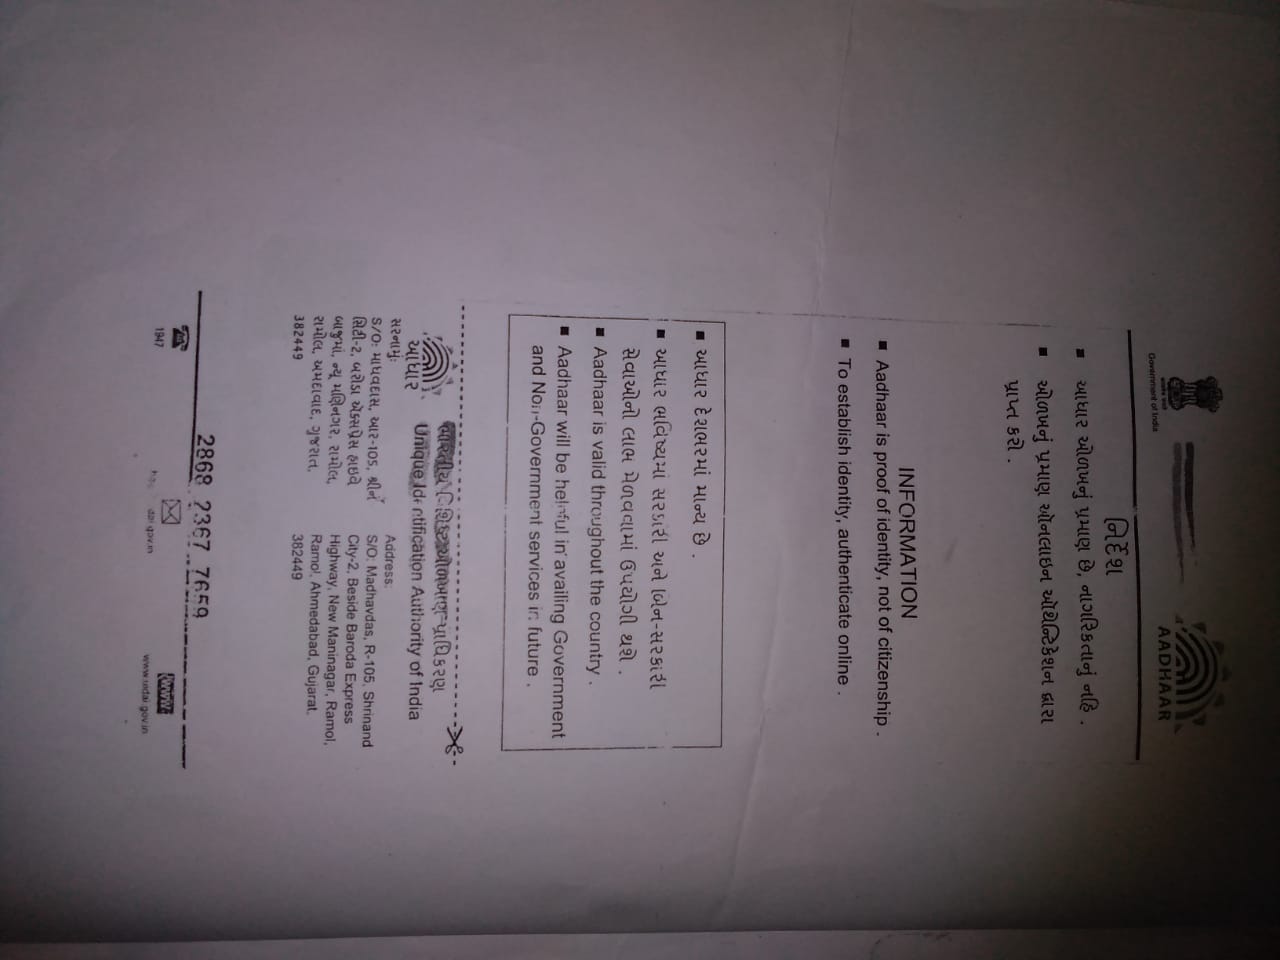 Government of India
AADHAAR
નિર્દેશ
■ આધાર ઓળખનું પ્રમાણ છે, નાગરિકતાનું નહિ .
■ ઓળખનું પ્રમાણ ઓનલાઇન ઓથેન્ટિકેશન દ્વારા
પ્રાપ્ત કરો .
INFORMATION
■ Aadhaar is proof of identity, not of citizenship .
■ To establish identity, authenticate online .
■ આધાર દેશભરમાં માન્ય છે .
■ આધાર ભવિષ્યમાં સરકારી અને બિન-સરકારી
સેવાઓનો લાભ મેળવવામાં ઉપયોગી થશે .
■ Aadhaar is valid throughout the country .
■ Aadhaar will be helpful in availing Government
and Non-Government services in future .
આધાર
ઓળખાણ પ્રાધિકરણ
Unique Identification Authority of India
સરનામું:
S/O: માધવદાસ, આર-105, શ્રીનંદ
સિટી-2, બરોડા એક્સપ્રેસ હાઇવે
બાજુમાં, ન્યૂ મણિનગર, રામોલ,
રામોલ, અમદાવાદ, ગુજરાત,
382449
Address:
S/O: Madhavdas, R-105, Shrinand
City-2, Beside Baroda Express
Highway, New Maninagar, Ramol,
Ramol, Ahmedabad, Gujarat,
382449
2868 2367 7659
1947
www.uidai.gov.in